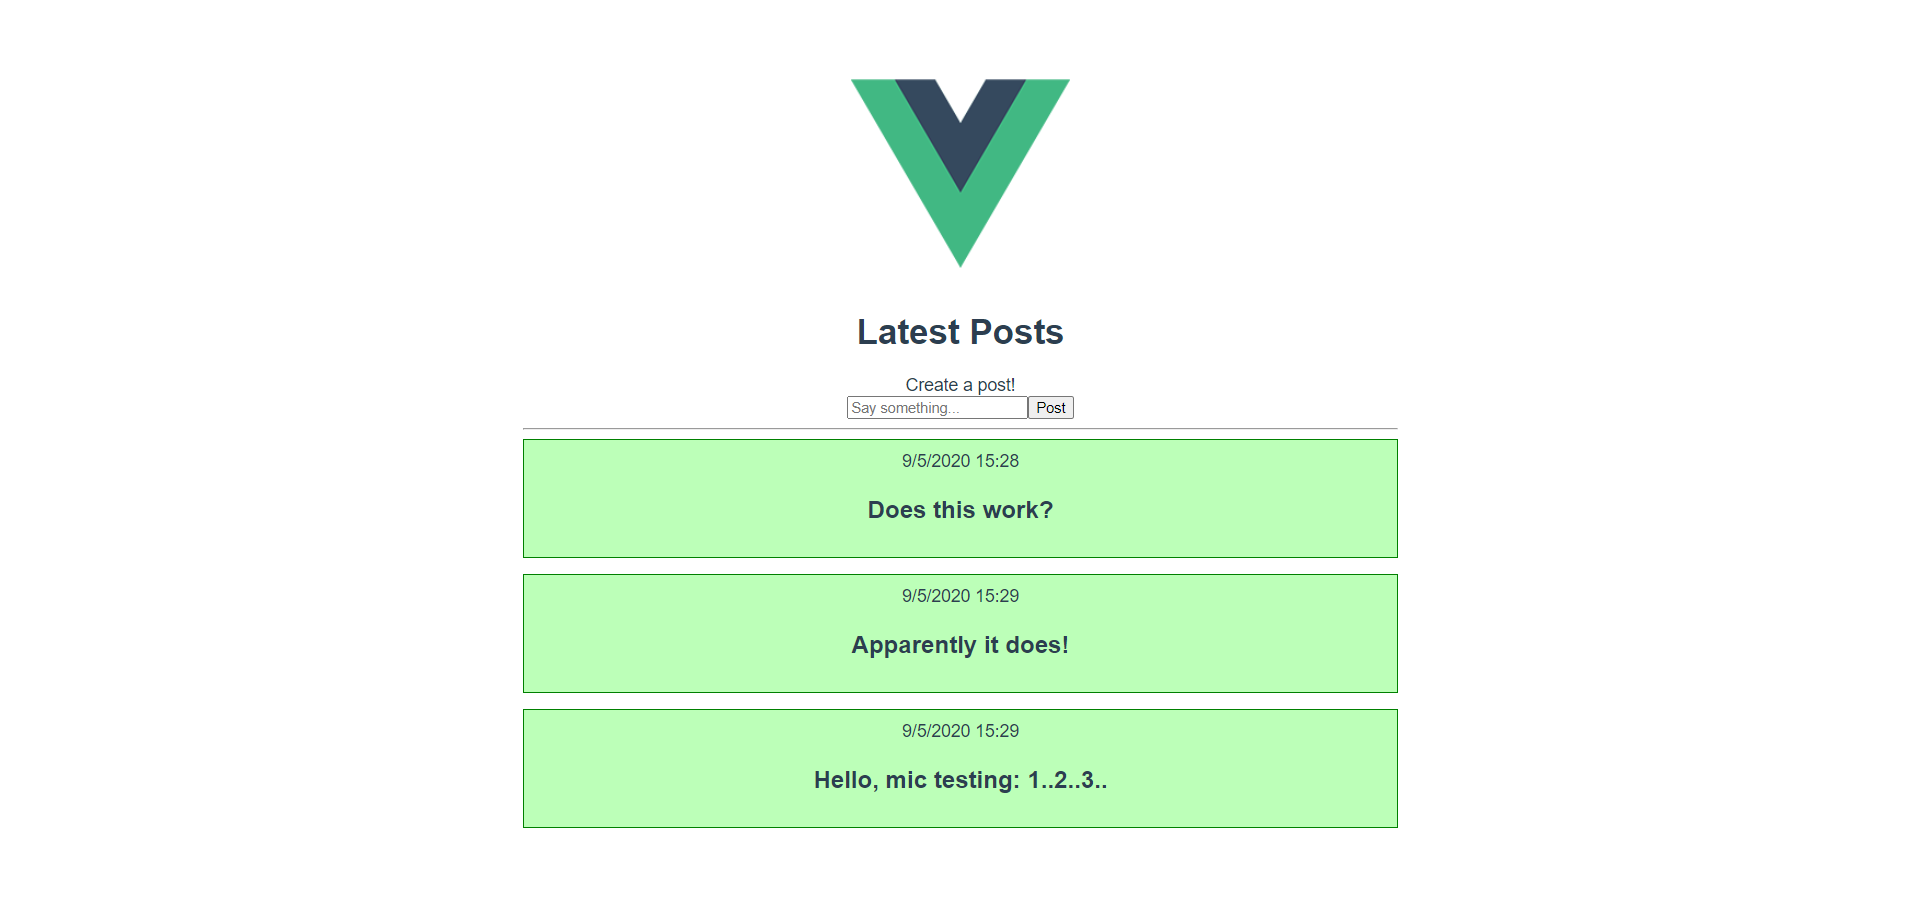 Latest Posts
Create a post!
Say something... Post
9/5/2020 15:28
Does this work?
9/5/2020 15:29
Apparently it does!
9/5/2020 15:29
Hello, mic testing: 1..2..3..